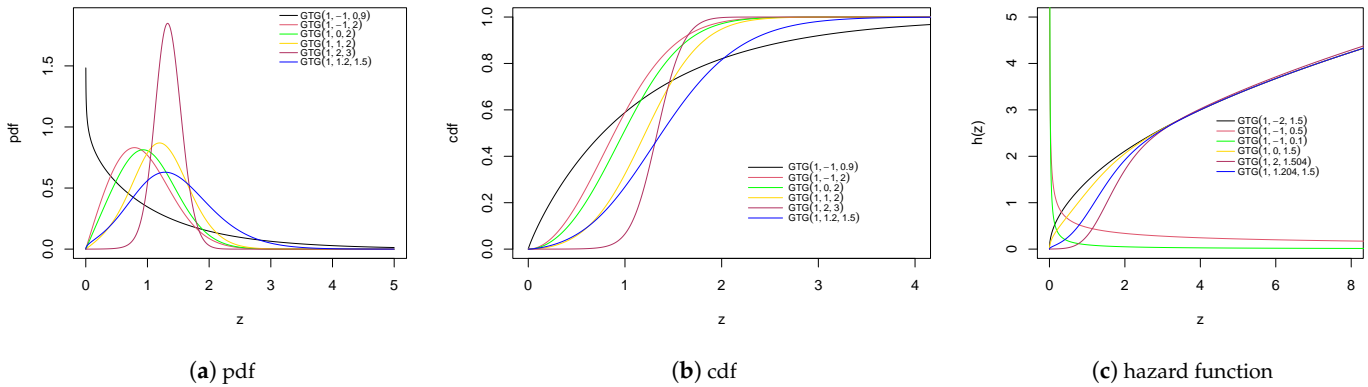 pdf
0.0 0.5 1.0 1.5
0 1 2 3 4 5
z
GTG(1, −1, 0.9)
GTG(1, −1, 2)
GTG(1, 0, 2)
GTG(1, 1, 2)
GTG(1, 2, 3)
GTG(1, 1.2, 1.5)
(a) pdf
cdf
0.0 0.2 0.4 0.6 0.8 1.0
0 1 2 3 4
z
GTG(1, −1, 0.9)
GTG(1, −1, 2)
GTG(1, 0, 2)
GTG(1, 1, 2)
GTG(1, 2, 3)
GTG(1, 1.2, 1.5)
(b) cdf
h(z)
0 1 2 3 4 5
0 2 4 6 8
z
GTG(1, −2, 1.5)
GTG(1, −1, 0.5)
GTG(1, −1, 0.1)
GTG(1, 0, 1.5)
GTG(1, 2, 1.504)
GTG(1, 1.204, 1.5)
(c) hazard function